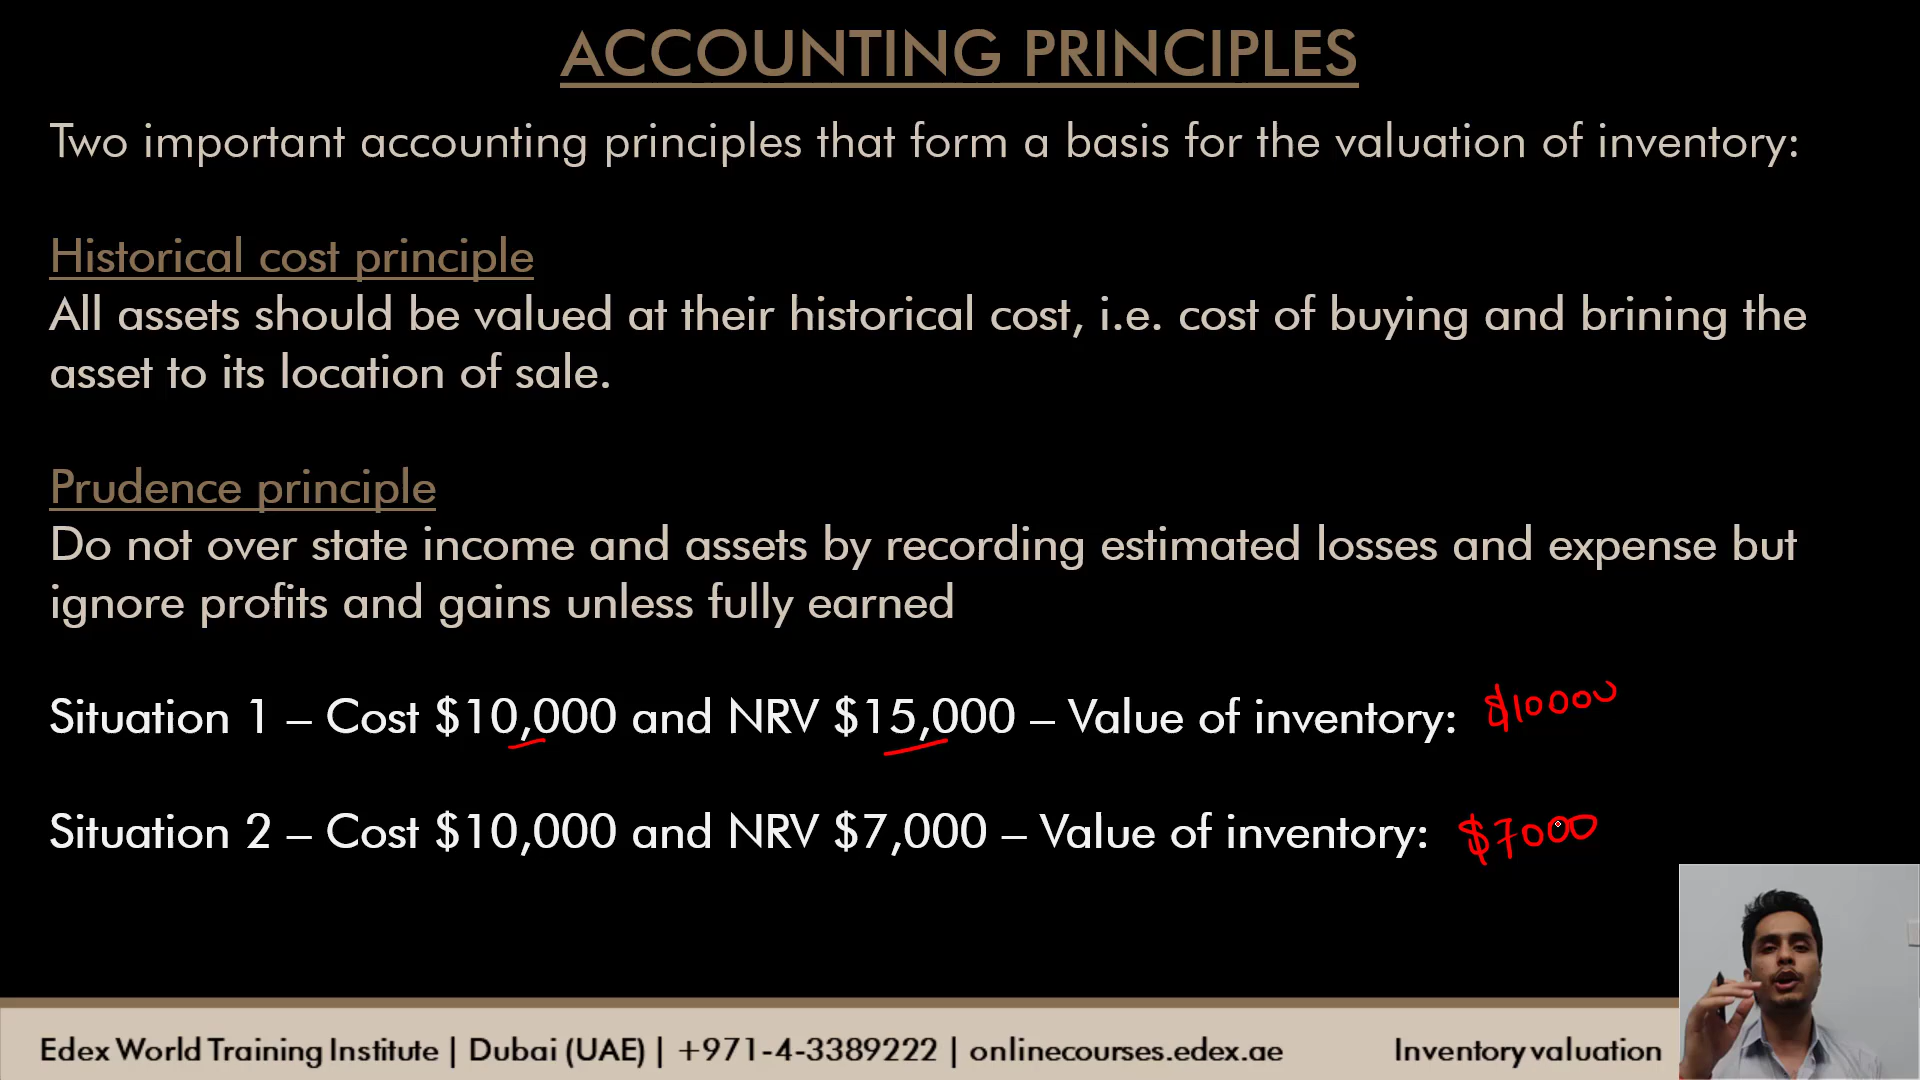 ACCOUNTING PRINCIPLES
Two important accounting principles that form a basis for the valuation of inventory:
Historical cost principle
All assets should be valued at their historical cost, i.e. cost of buying and brining the
asset to its location of sale.
Prudence principle
Do not over state income and assets by recording estimated losses and expense but
ignore profits and gains unless fully earned
Situation 1 – Cost $10,000 and NRV $15,000 – Value of inventory: $10000
Situation 2 – Cost $10,000 and NRV $7,000 – Value of inventory: $7000
Edex World Training Institute | Dubai (UAE) | +971-4-3389222 | onlinecourses.edex.ae Inventory valuation